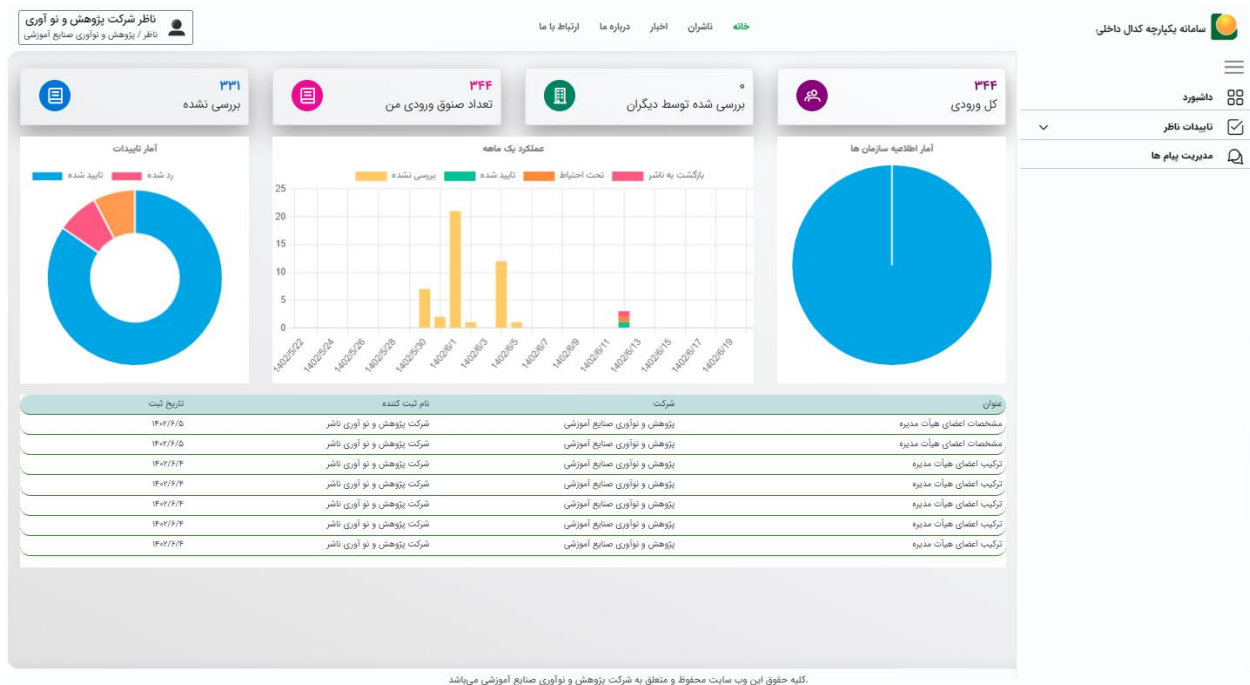 سامانه یکپارچه کدال داخلی
خانه ناشران اخبار درباره ما ارتباط با ما
ناظر شرکت پژوهش و نو آوری
ناظر / پژوهش و نوآوری صنایع آموزشی
داشبورد
تاییدات ناظر
مدیریت پیام ها
۳۴۴
کل ورودی
۰
بررسی شده توسط دیگران
۳۴۴
تعداد صندوق ورودی من
۳۳۱
بررسی نشده
آمار اطلاعیه سازمان ها
عملکرد یک ماهه
بازگشت به ناشر تحت احتیاط تایید شده بررسی نشده
25
20
15
10
5
0
1402/5/22 1402/5/24 1402/5/26 1402/5/28 1402/5/30 1402/6/1 1402/6/3 1402/6/5 1402/6/7 1402/6/9 1402/6/11 1402/6/13 1402/6/15 1402/6/17 1402/6/19
آمار تاییدات
رد شده تایید شده
عنوان شرکت نام ثبت کننده تاریخ ثبت
مشخصات اعضای هیأت مدیره پژوهش و نوآوری صنایع آموزشی شرکت پژوهش و نو آوری ناشر ۱۴۰۲/۶/۵
مشخصات اعضای هیأت مدیره پژوهش و نوآوری صنایع آموزشی شرکت پژوهش و نو آوری ناشر ۱۴۰۲/۶/۵
ترکیب اعضای هیأت مدیره پژوهش و نوآوری صنایع آموزشی شرکت پژوهش و نو آوری ناشر ۱۴۰۲/۶/۴
ترکیب اعضای هیأت مدیره پژوهش و نوآوری صنایع آموزشی شرکت پژوهش و نو آوری ناشر ۱۴۰۲/۶/۴
ترکیب اعضای هیأت مدیره پژوهش و نوآوری صنایع آموزشی شرکت پژوهش و نو آوری ناشر ۱۴۰۲/۶/۴
ترکیب اعضای هیأت مدیره پژوهش و نوآوری صنایع آموزشی شرکت پژوهش و نو آوری ناشر ۱۴۰۲/۶/۴
ترکیب اعضای هیأت مدیره پژوهش و نوآوری صنایع آموزشی شرکت پژوهش و نو آوری ناشر ۱۴۰۲/۶/۴
.کلیه حقوق این وب سایت محفوظ و متعلق به شرکت پژوهش و نوآوری صنایع آموزشی می‌باشد